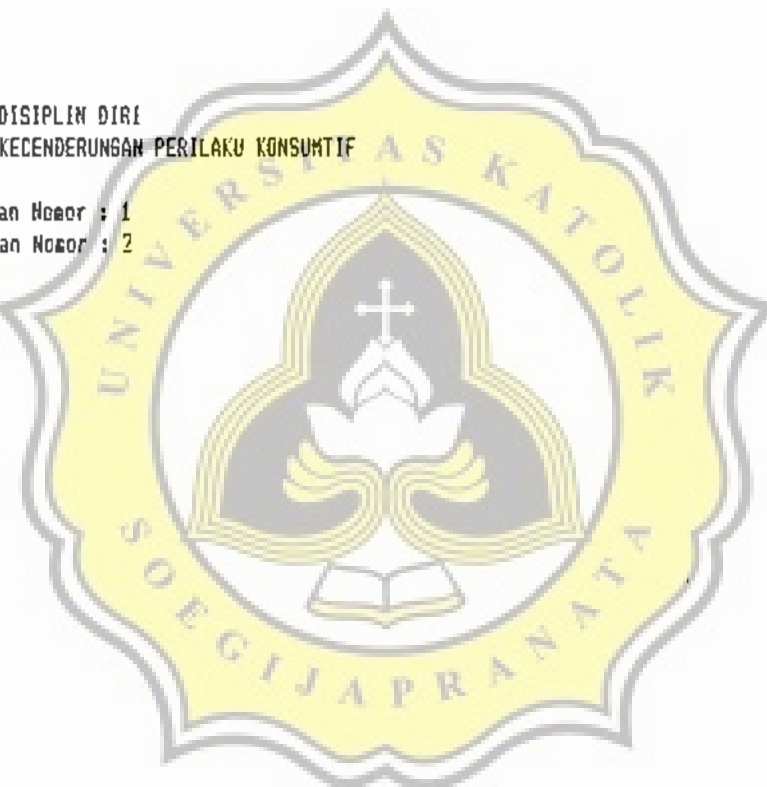 DISIPLIN DIRI
KECENDERUNGAN PERILAKU KONSUMTIF
an Nomor : 1
an Nomor : 2
UNIVERSITAS KATOLIK
SOEGIJAPRANATA